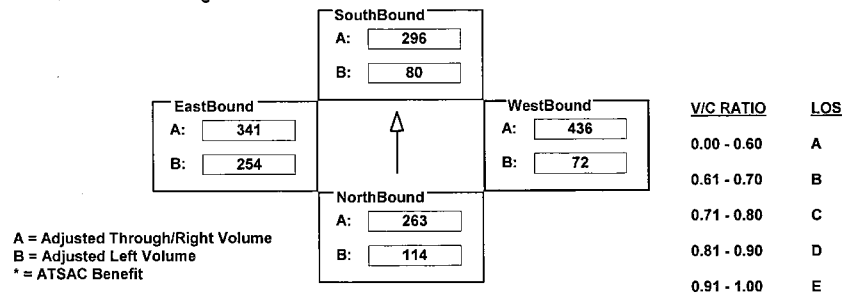 SouthBound
A: 296
B: 80
EastBound
A: 341
B: 254
WestBound
A: 436
B: 72
NorthBound
A: 263
B: 114
A = Adjusted Through/Right Volume
B = Adjusted Left Volume
* = ATSAC Benefit
V/C RATIO LOS
0.00 - 0.60 A
0.61 - 0.70 B
0.71 - 0.80 C
0.81 - 0.90 D
0.91 - 1.00 E